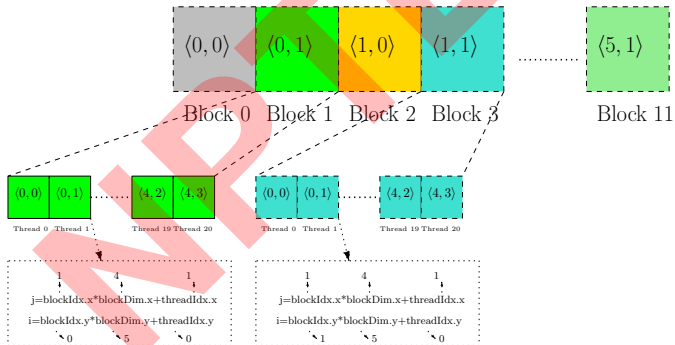 ⟨0, 0⟩ ⟨0, 1⟩ ⟨1, 0⟩ ⟨1, 1⟩ ⟨5, 1⟩
Block 0 Block 1 Block 2 Block 3 Block 11
⟨0, 0⟩ ⟨0, 1⟩ ⟨4, 2⟩ ⟨4, 3⟩ ⟨0, 0⟩ ⟨0, 1⟩ ⟨4, 2⟩ ⟨4, 3⟩
Thread 0 Thread 1 Thread 19 Thread 20 Thread 0 Thread 1 Thread 19 Thread 20
1 4 1 1 4 1
j=blockIdx.x*blockDim.x+threadIdx.x j=blockIdx.x*blockDim.x+threadIdx.x
i=blockIdx.y*blockDim.y+threadIdx.y i=blockIdx.y*blockDim.y+threadIdx.y
0 5 0 1 5 0
NPTE